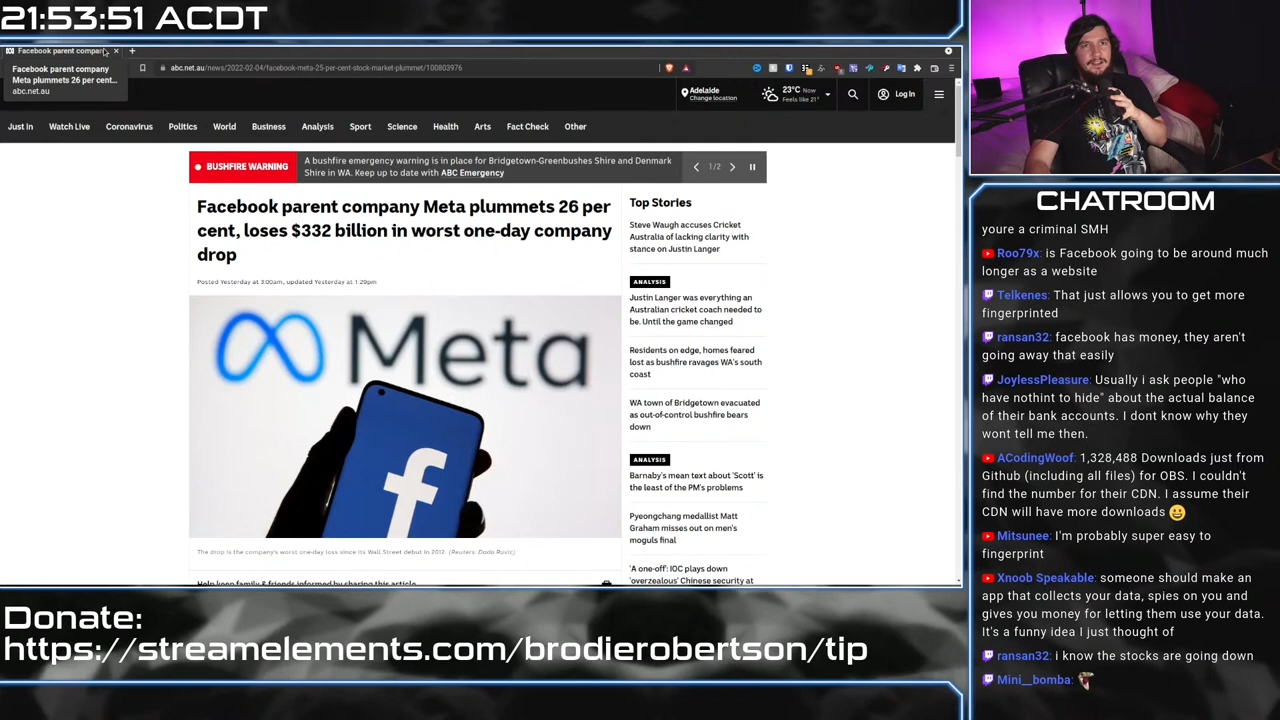 21:53:51 ACDT
Facebook parent compan
Facebook parent company
Meta plummets 26 per cent...
abc.net.au
abc.net.au/news/2022-02-04/facebook-meta-25-per-cent-stock-market-plummet/100803976
Adelaide
Change location
23°C Now
Feels like 21°
Log In
Just In Watch Live Coronavirus Politics World Business Analysis Sport Science Health Arts Fact Check Other
BUSHFIRE WARNING
A bushfire emergency warning is in place for Bridgetown-Greenbushes Shire and Denmark
Shire in WA. Keep up to date with ABC Emergency
1/2
Facebook parent company Meta plummets 26 per
cent, loses $332 billion in worst one-day company
drop
Posted Yesterday at 3:00am, updated Yesterday at 1:29pm
Meta
f
The drop is the company's worst one-day loss since its Wall Street debut in 2012. (Reuters: Dado Ruvic)
Help keep family & friends informed by sharing this article
Top Stories
Steve Waugh accuses Cricket
Australia of lacking clarity with
stance on Justin Langer
ANALYSIS
Justin Langer was everything an
Australian cricket coach needed to
be. Until the game changed
Residents on edge, homes feared
lost as bushfire ravages WA's south
coast
WA town of Bridgetown evacuated
as out-of-control bushfire bears
down
ANALYSIS
Barnaby's mean text about 'Scott' is
the least of the PM's problems
Pyeongchang medallist Matt
Graham misses out on men's
moguls final
'A one-off': IOC plays down
'overzealous' Chinese security at
CHATROOM
youre a criminal SMH
Roo79x: is Facebook going to be around much
longer as a website
Telkenes: That just allows you to get more
fingerprinted
ransan32: facebook has money, they aren't
going away that easily
JoylessPleasure: Usually i ask people "who
have nothint to hide" about the actual balance
of their bank accounts. I dont know why they
wont tell me then.
ACodingWoof: 1,328,488 Downloads just from
Github (including all files) for OBS. I couldn't
find the number for their CDN. I assume their
CDN will have more downloads 😀
Mitsunee: I'm probably super easy to
fingerprint
Xnoob Speakable: someone should make an
app that collects your data, spies on you and
gives you money for letting them use your data.
It's a funny idea I just thought of
ransan32: i know the stocks are going down
Mini__bomba:
Donate:
https://streamelements.com/brodierobertson/tip